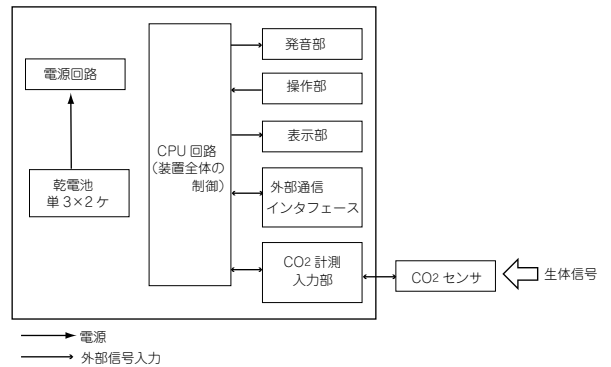 電源回路
乾電池
単3×2ケ
CPU 回路
(装置全体の
制御)
発音部
操作部
表示部
外部通信
インタフェース
CO2 計測
入力部
CO2 センサ
生体信号
電源
外部信号入力